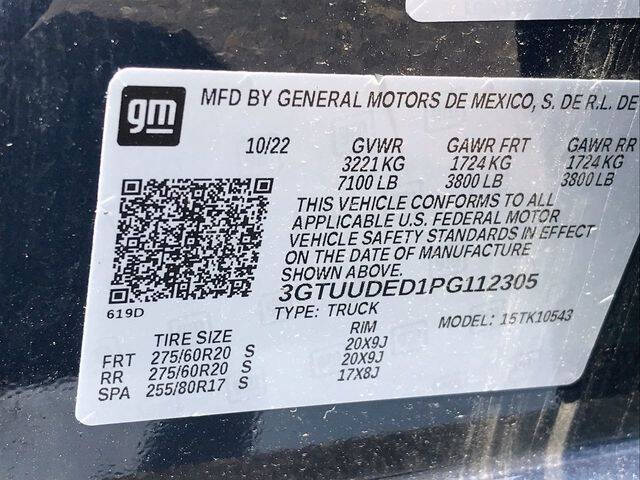 gm
MFD BY GENERAL MOTORS DE MEXICO, S. DE R.L. DE
10/22 GVWR GAWR FRT GAWR RR
3221 KG 1724 KG 1724 KG
7100 LB 3800 LB 3800 LB
THIS VEHICLE CONFORMS TO ALL
APPLICABLE U.S. FEDERAL MOTOR
VEHICLE SAFETY STANDARDS IN EFFECT
ON THE DATE OF MANUFACTURE
SHOWN ABOVE.
3GTUUDED1PG112305
619D
TYPE: TRUCK
MODEL: 15TK10543
TIRE SIZE RIM
FRT 275/60R20 S 20X9J
RR 275/60R20 S 20X9J
SPA 255/80R17 S 17X8J